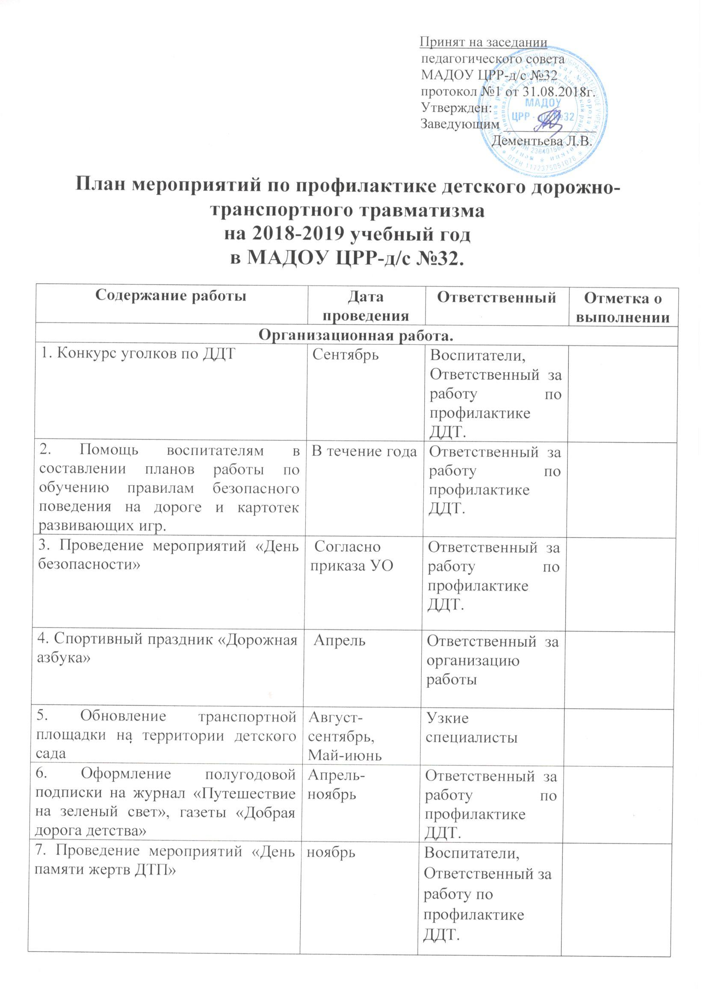 Принят на заседании
педагогического совета
МАДОУ ЦРР-д/с №32
протокол №1 от 31.08.2018г.
Утвержден:
Заведующим
Дементьева Л.В.
МАДОУ
ЦРР - д/с №32
ОГРН 1172375051070
План мероприятий по профилактике детского дорожно-
транспортного травматизма
на 2018-2019 учебный год
в МАДОУ ЦРР-д/с №32.
Содержание работы
Дата
проведения
Ответственный
Отметка о
выполнении
Организационная работа.
1. Конкурс уголков по ДДТ
Сентябрь
Воспитатели,
Ответственный за
работу по
профилактике
ДДТ.
2. Помощь воспитателям в
составлении планов работы по
обучению правилам безопасного
поведения на дороге и картотек
развивающих игр.
В течение года
Ответственный за
работу по
профилактике
ДДТ.
3. Проведение мероприятий «День
безопасности»
Согласно
приказа УО
Ответственный за
работу по
профилактике
ДДТ.
4. Спортивный праздник «Дорожная
азбука»
Апрель
Ответственный за
организацию
работы
5. Обновление транспортной
площадки на территории детского
сада
Август-
сентябрь,
Май-июнь
Узкие
специалисты
6. Оформление полугодовой
подписки на журнал «Путешествие
на зеленый свет», газеты «Добрая
дорога детства»
Апрель-
ноябрь
Ответственный за
работу по
профилактике
ДДТ.
7. Проведение мероприятий «День
памяти жертв ДТП»
ноябрь
Воспитатели,
Ответственный за
работу по
профилактике
ДДТ.